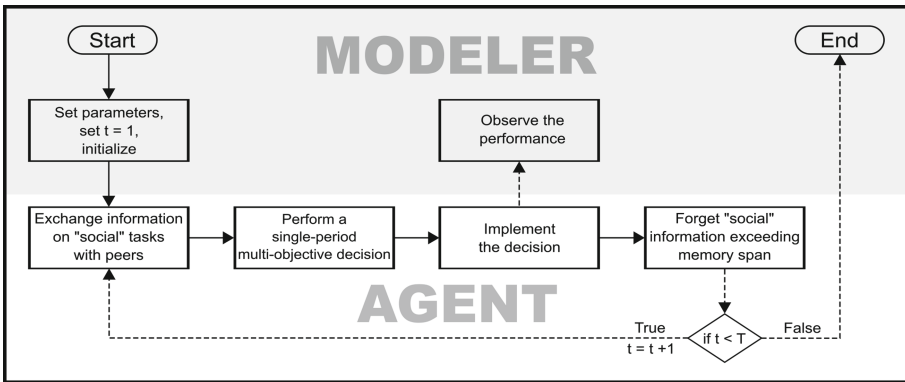 Start
MODELER
End
Set parameters,
set t = 1,
initialize
Observe the
performance
Exchange information
on "social" tasks
with peers
Perform a
single-period
multi-objective decision
Implement
the decision
Forget "social"
information exceeding
memory span
AGENT
True
t = t +1
if t < T
False